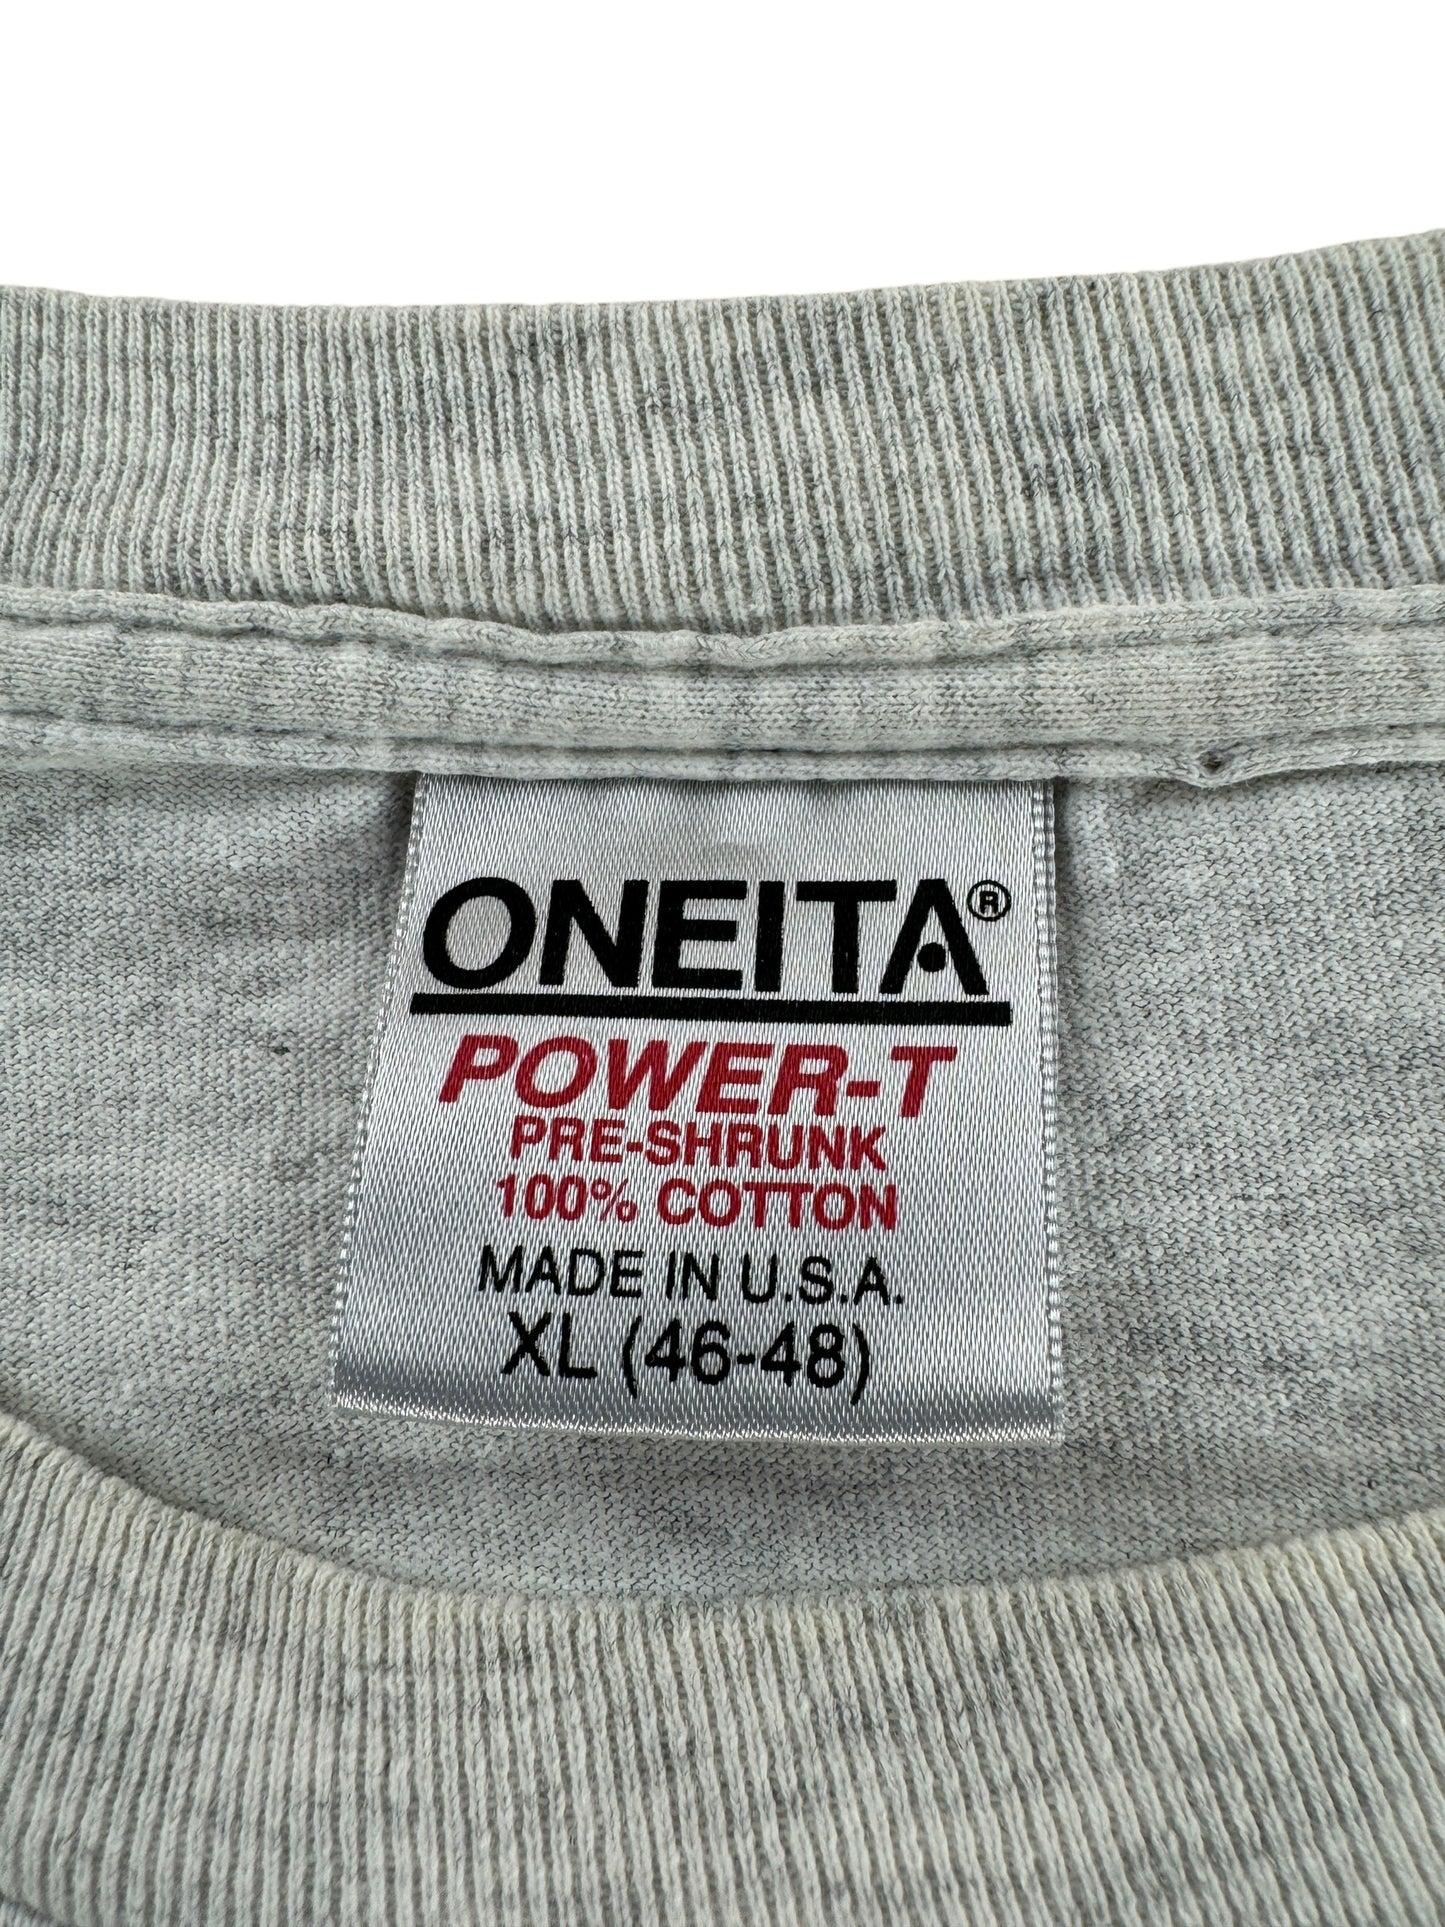 ONEITA®
POWER-T
PRE-SHRUNK
100% COTTON
MADE IN U.S.A.
XL (46-48)